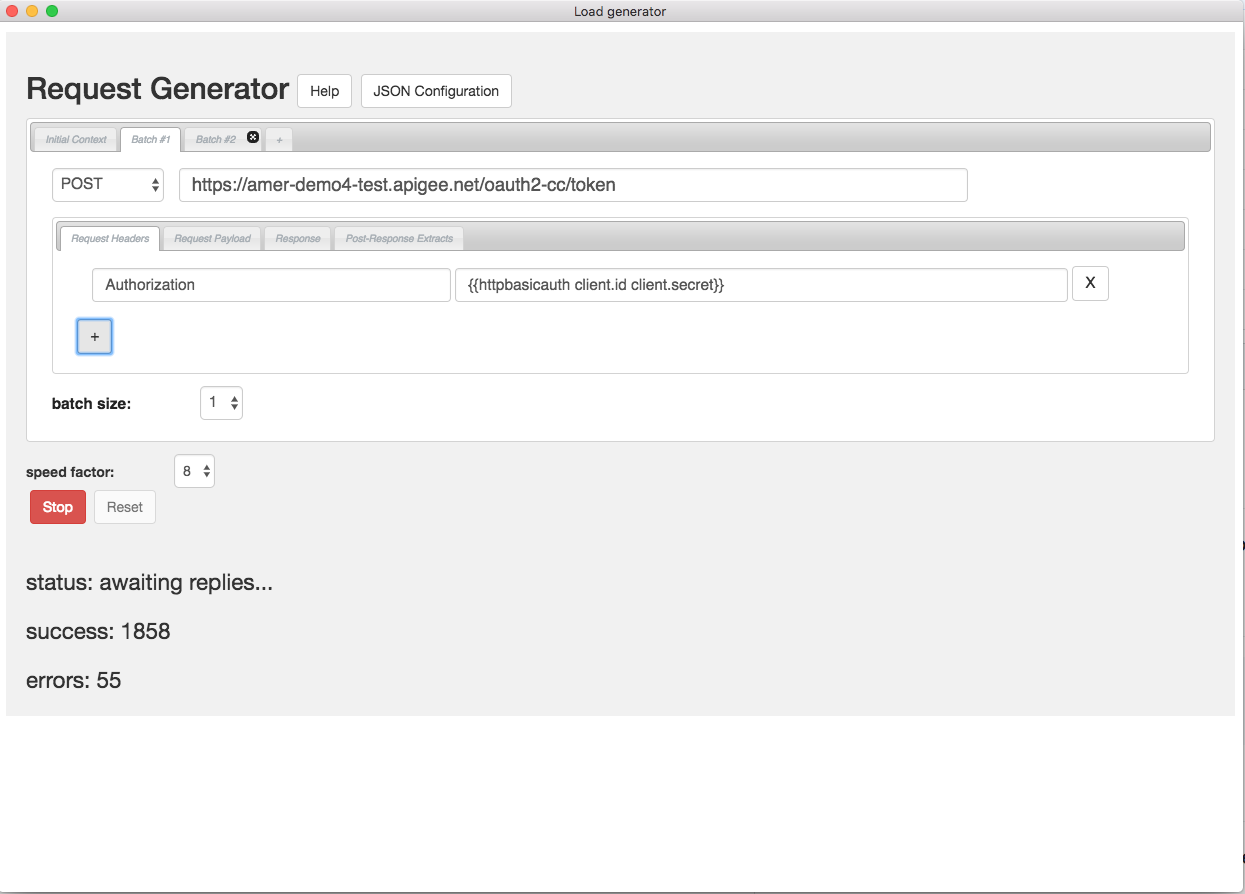 Load generator
Request Generator Help JSON Configuration
Initial Context Batch #1 Batch #2 +
POST https://amer-demo4-test.apigee.net/oauth2-cc/token
Request Headers Request Payload Response Post-Response Extracts
Authorization {{httpbasicauth client.id client.secret}} X
+
batch size: 1
speed factor: 8
Stop Reset
status: awaiting replies...
success: 1858
errors: 55